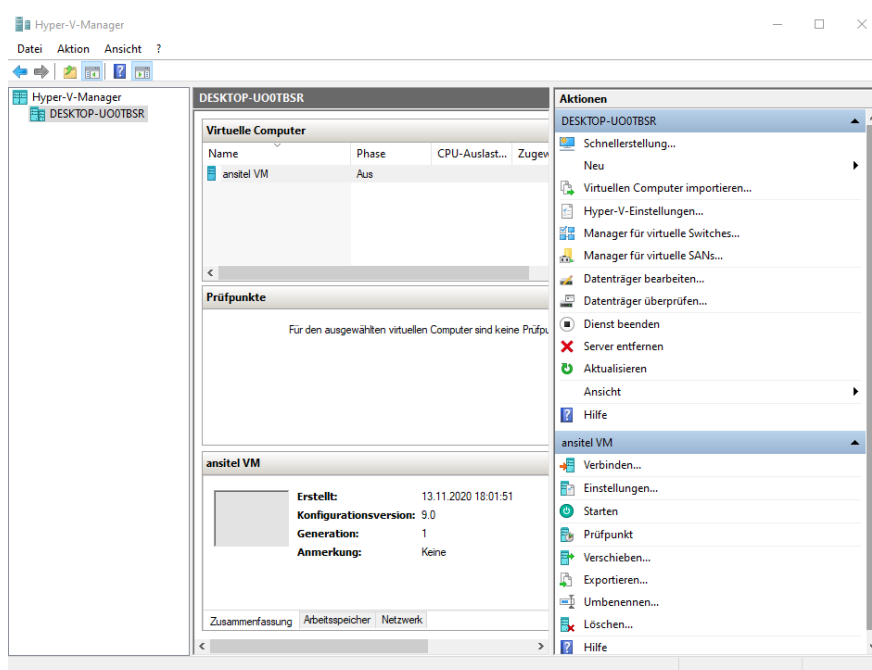 Hyper-V-Manager
Datei Aktion Ansicht ?
Hyper-V-Manager
DESKTOP-UO0TBSR
DESKTOP-UO0TBSR
Virtuelle Computer
Name Phase CPU-Auslast... Zugew
ansitel VM Aus
Prüfpunkte
Für den ausgewählten virtuellen Computer sind keine Prüfpu
ansitel VM
Erstellt: 13.11.2020 18:01:51
Konfigurationsversion: 9.0
Generation: 1
Anmerkung: Keine
Zusammenfassung Arbeitsspeicher Netzwerk
Aktionen
DESKTOP-UO0TBSR
Schnellerstellung...
Neu
Virtuellen Computer importieren...
Hyper-V-Einstellungen...
Manager für virtuelle Switches...
Manager für virtuelle SANs...
Datenträger bearbeiten...
Datenträger überprüfen...
Dienst beenden
Server entfernen
Aktualisieren
Ansicht
Hilfe
ansitel VM
Verbinden...
Einstellungen...
Starten
Prüfpunkt
Verschieben...
Exportieren...
Umbenennen...
Löschen...
Hilfe